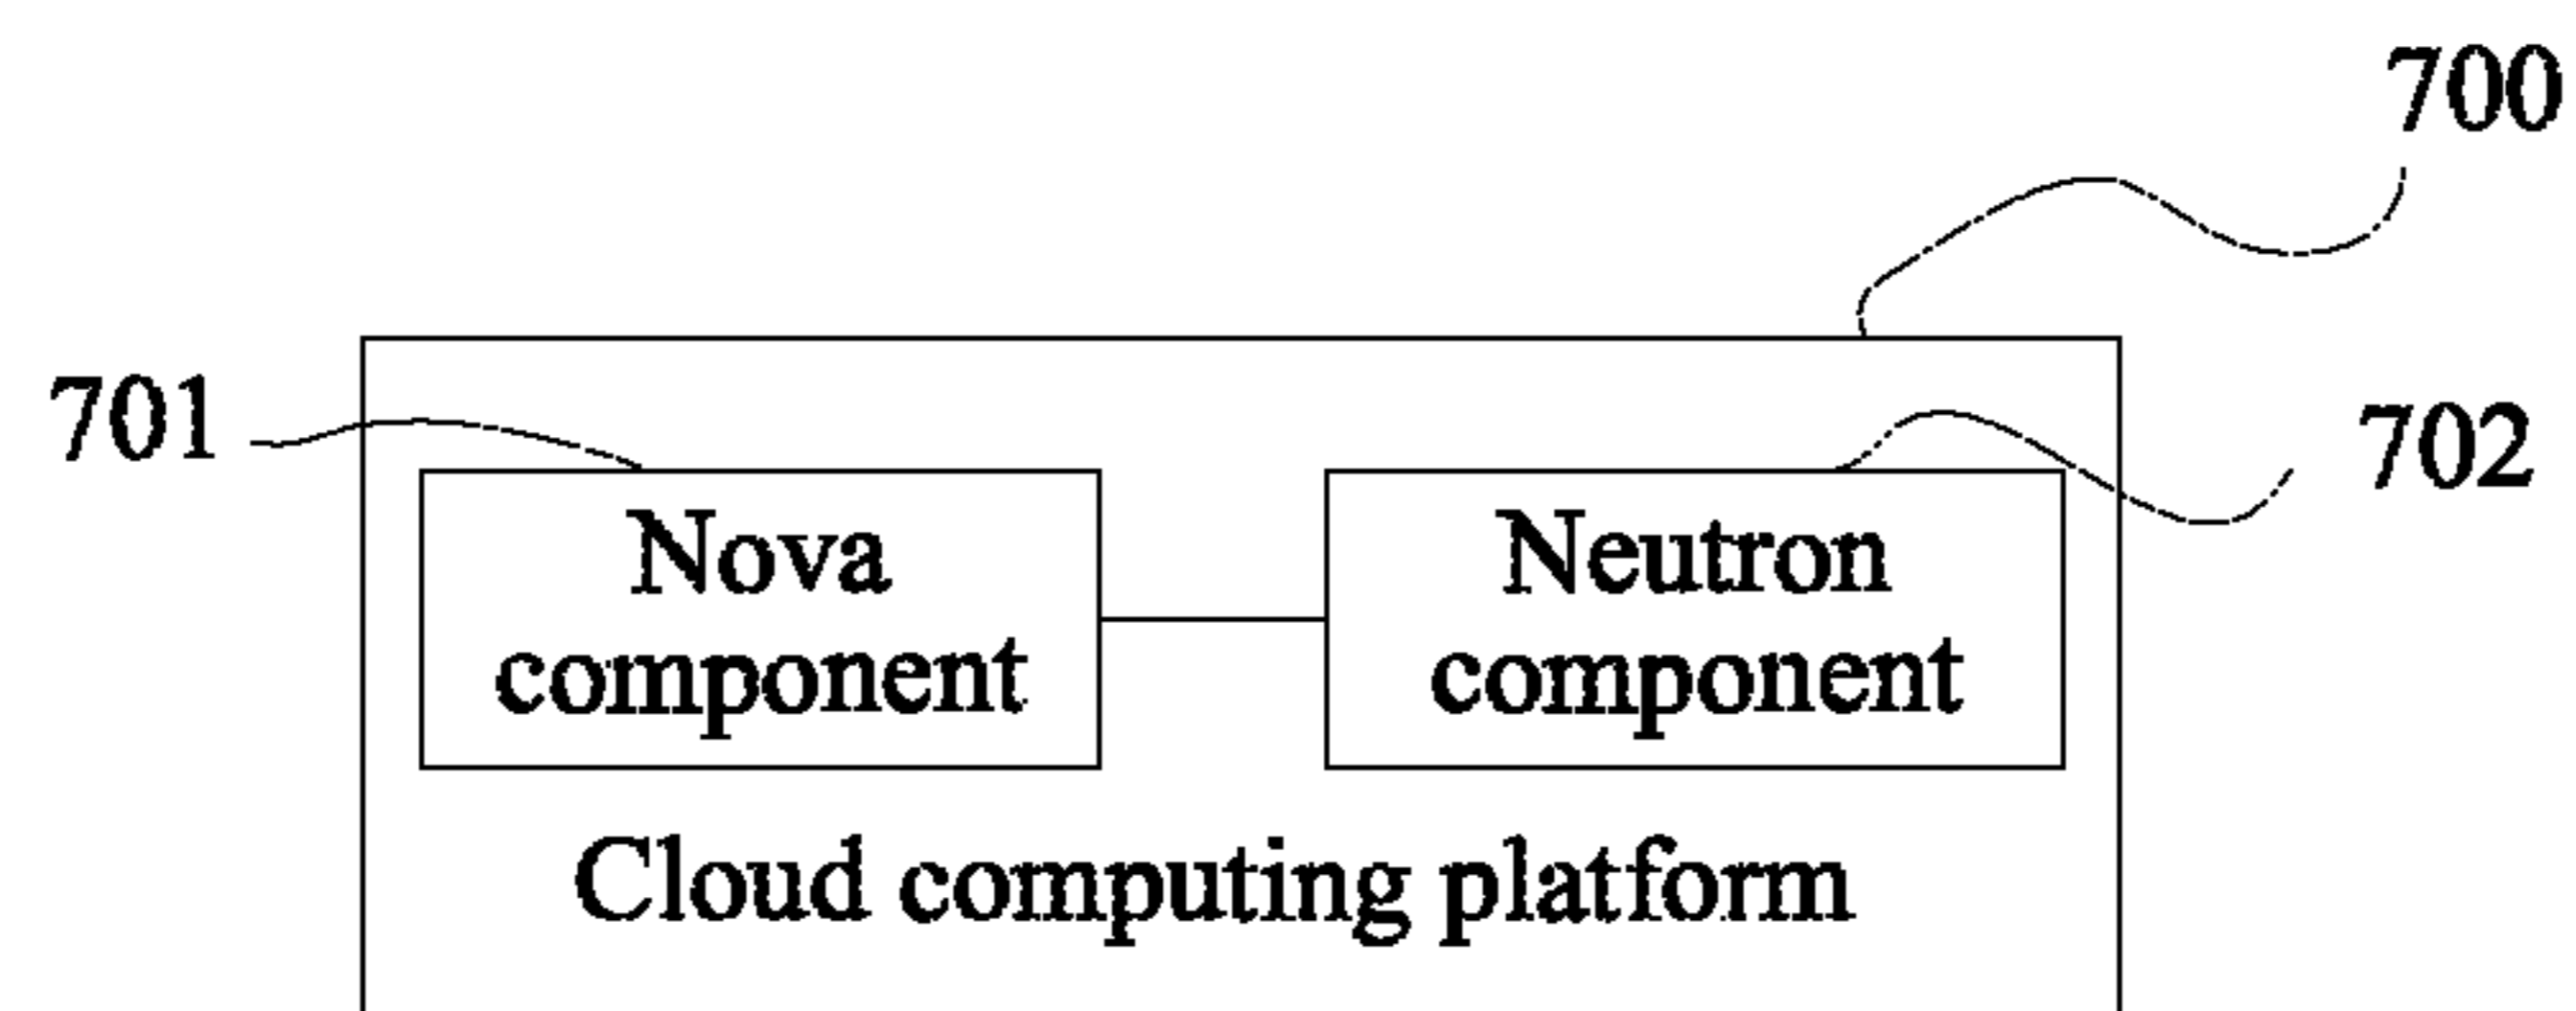 700
701
702
Nova
component
Neutron
component
Cloud computing platform